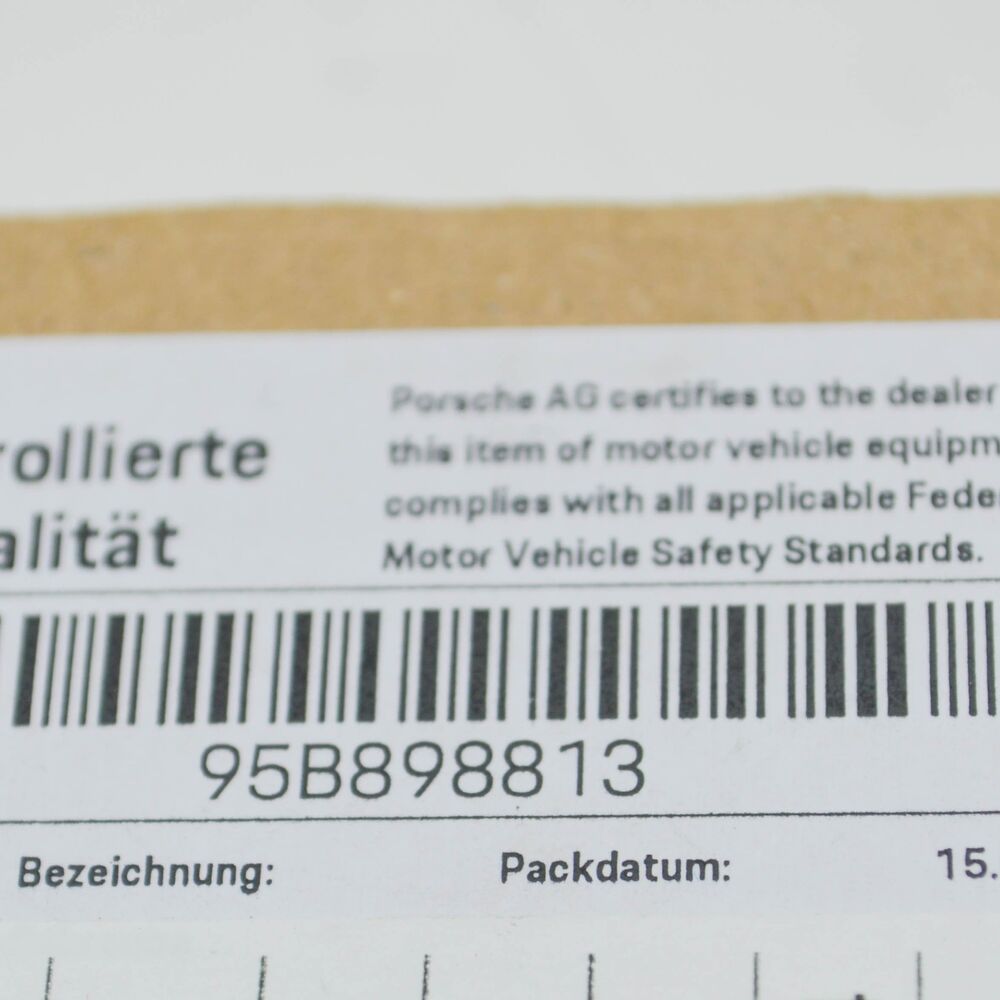 rollierte
alität
Porsche AG certifies to the dealer
this item of motor vehicle equipm
complies with all applicable Feder
Motor Vehicle Safety Standards.
95B898813
Bezeichnung:
Packdatum:
15.